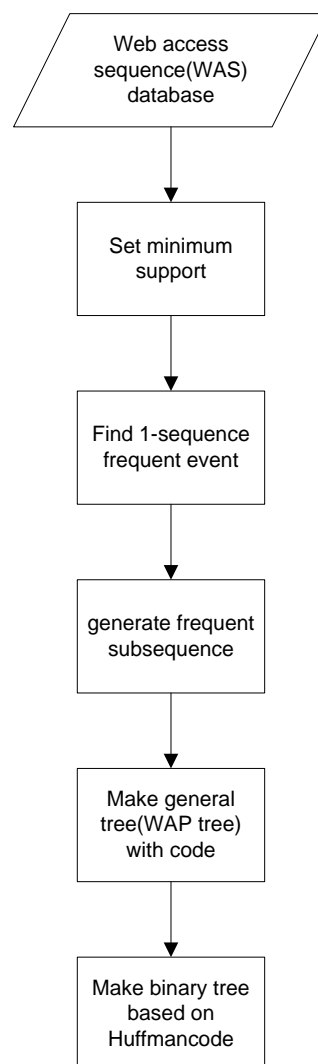 Web access
sequence(WAS)
database
Set minimum
support
Find 1-sequence
frequent event
generate frequent
subsequence
Make general
tree(WAP tree)
with code
Make binary tree
based on
Huffmancode